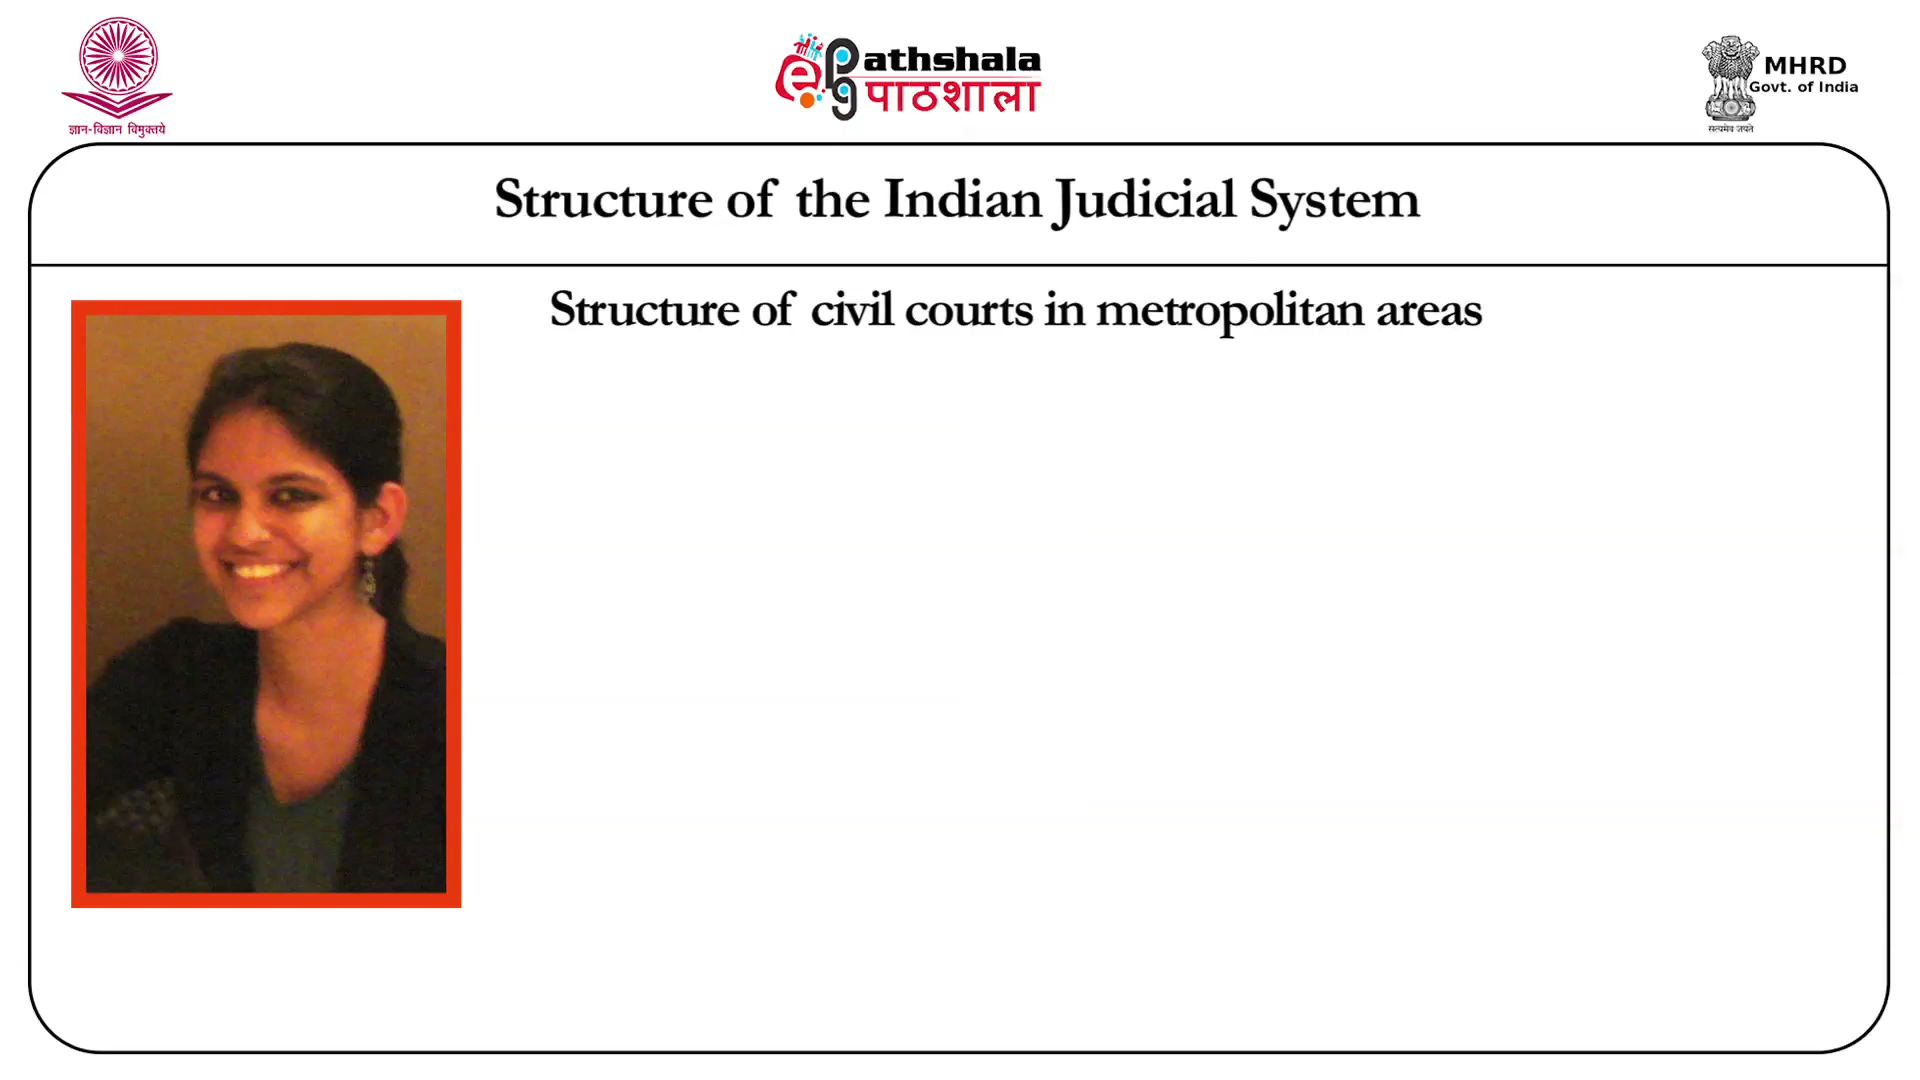 ज्ञान-विज्ञान विमुक्तये
ePGathshala
पाठशाला
MHRD
Govt. of India
सत्यमेव जयते
Structure of the Indian Judicial System
Structure of civil courts in metropolitan areas